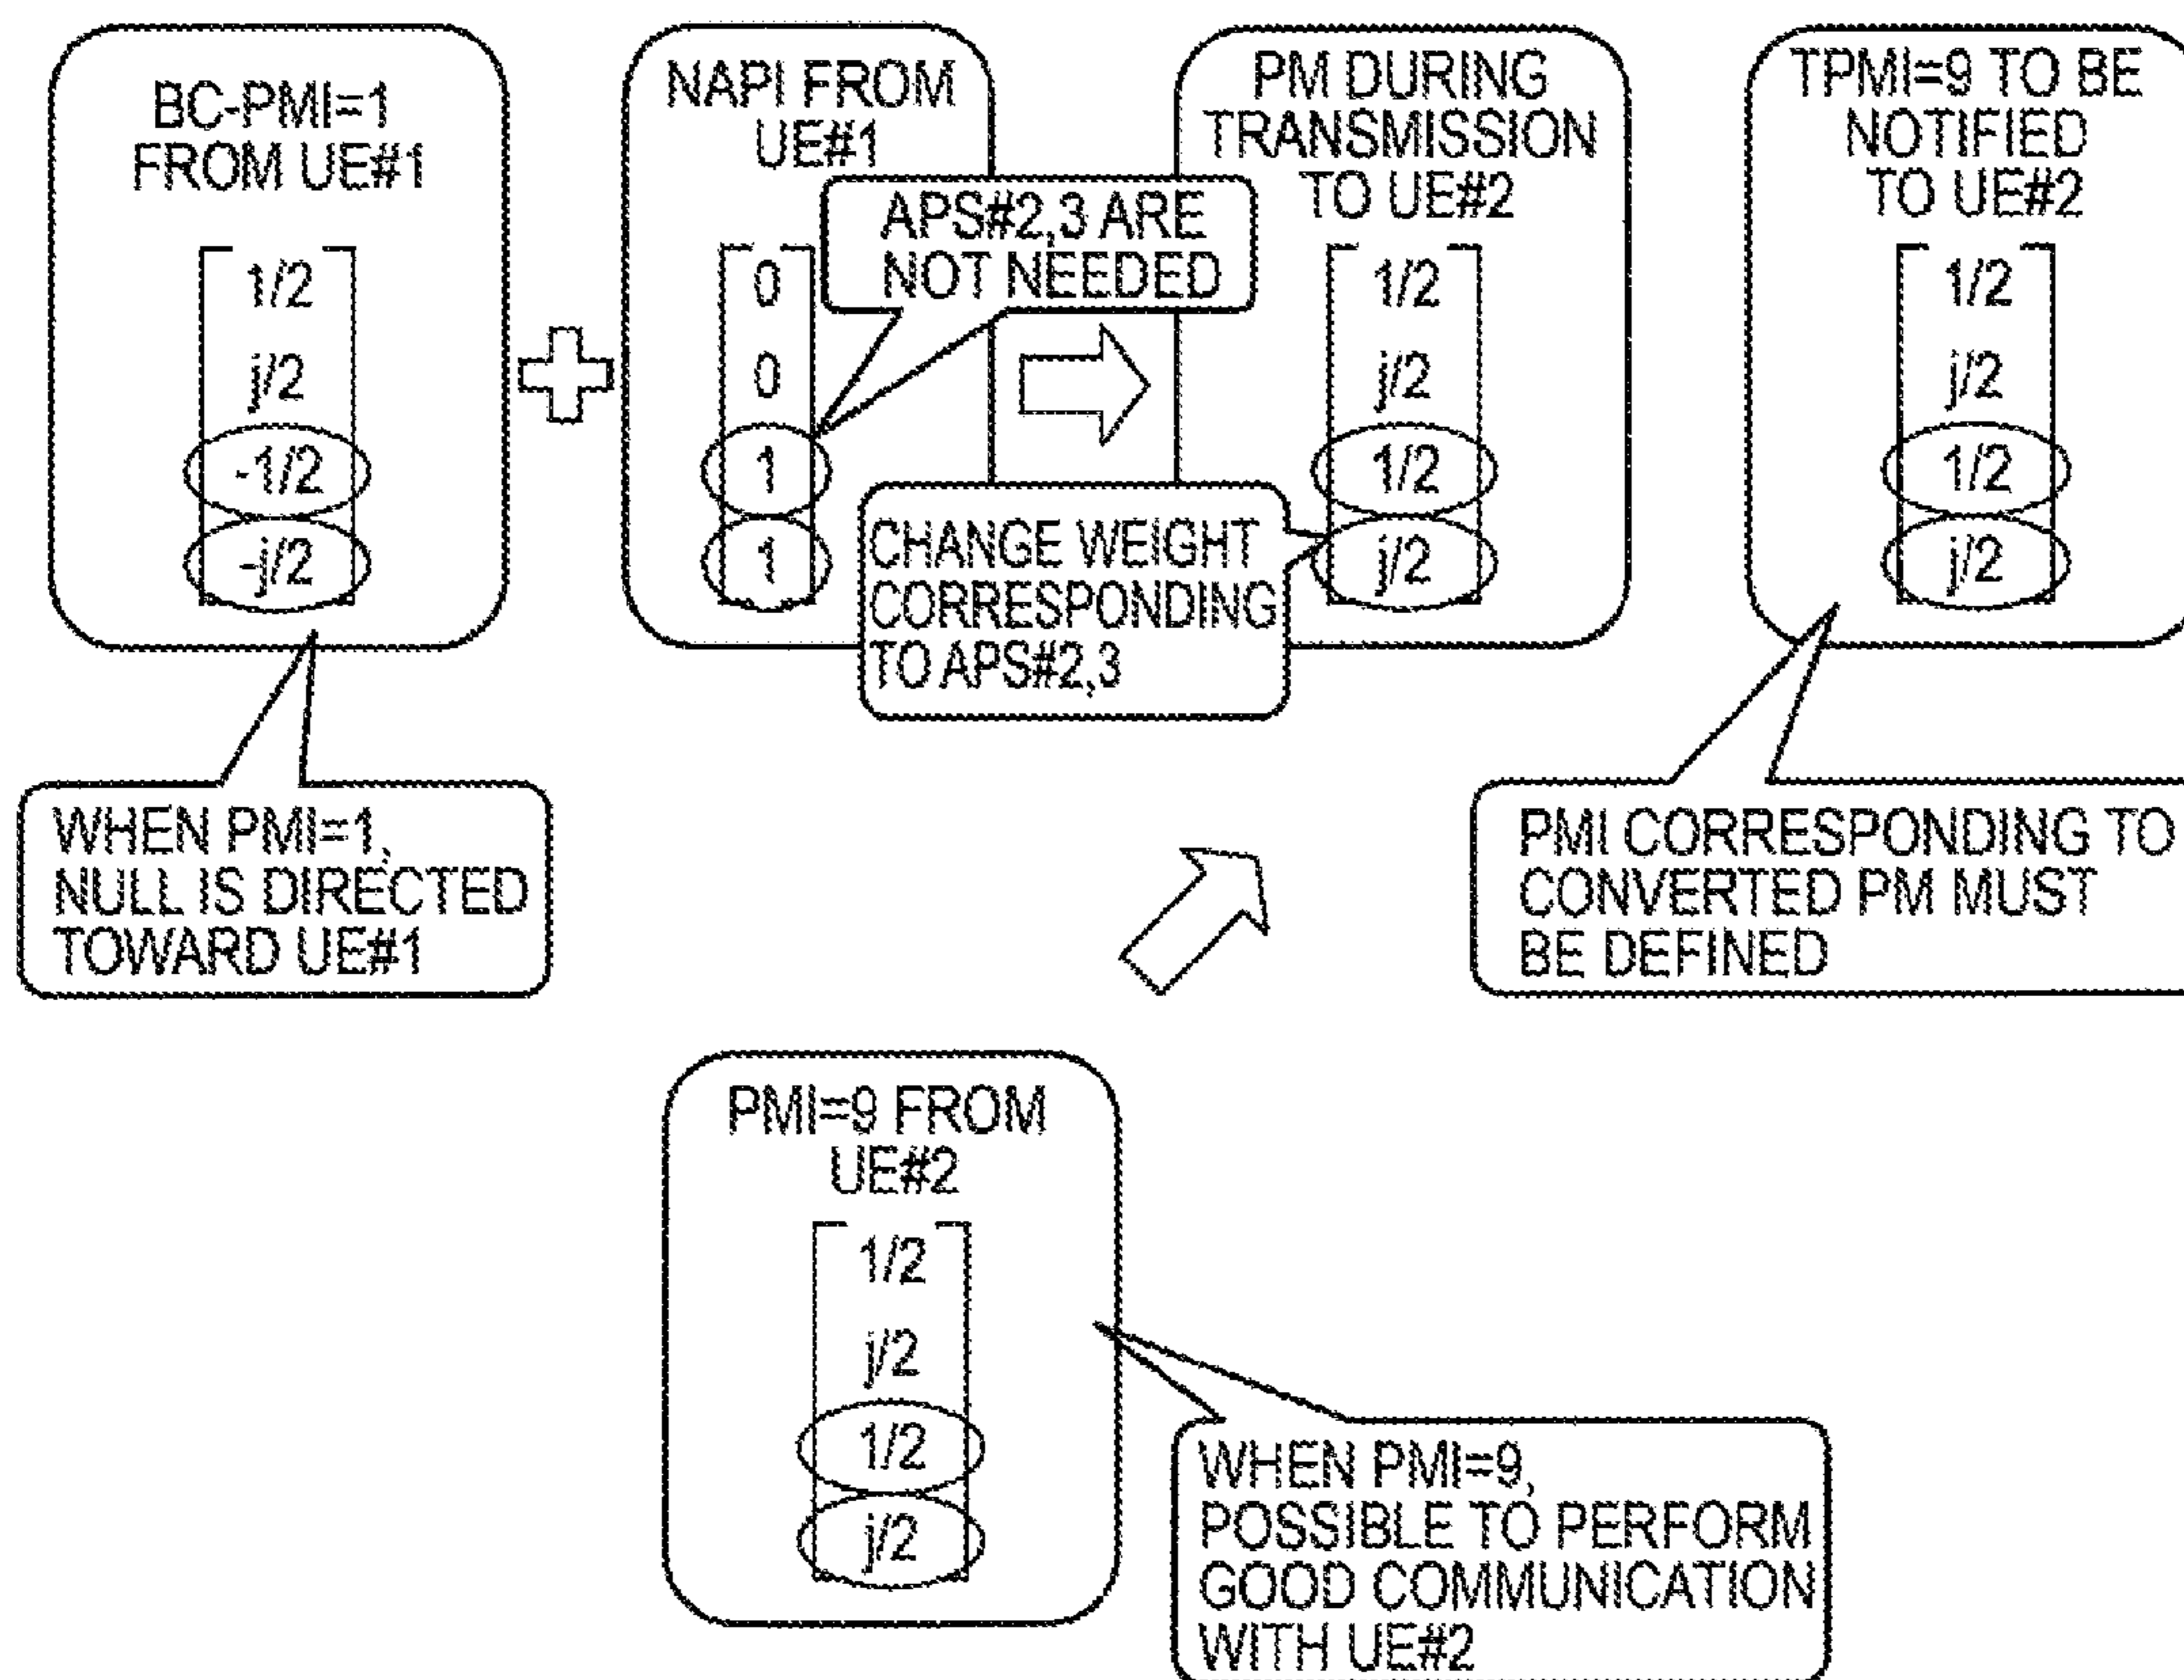 BC-PMI=1
FROM UE#1
1/2
j/2
-1/2
-j/2
WHEN PMI=1,
NULL IS DIRECTED
TOWARD UE#1
NAPI FROM
UE#1
0
0
1
1
APS#2,3 ARE
NOT NEEDED
PM DURING
TRANSMISSION
TO UE#2
1/2
j/2
1/2
j/2
CHANGE WEIGHT
CORRESPONDING
TO APS#2,3
TPMI=9 TO BE
NOTIFIED
TO UE#2
1/2
j/2
1/2
j/2
PMI CORRESPONDING TO
CONVERTED PM MUST
BE DEFINED
PMI=9 FROM
UE#2
1/2
j/2
1/2
j/2
WHEN PMI=9,
POSSIBLE TO PERFORM
GOOD COMMUNICATION
WITH UE#2